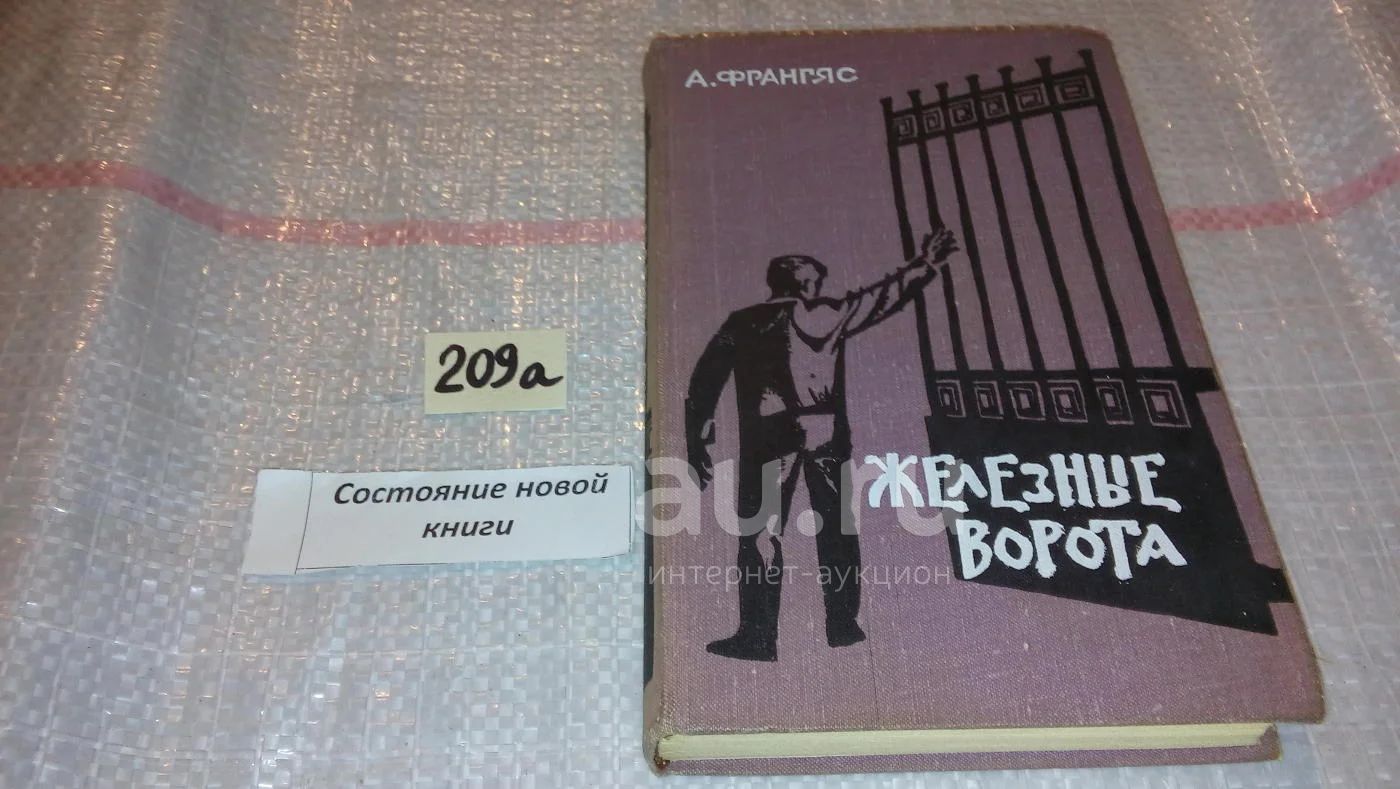 А. ФРАНГЯС
209а
Состояние новой
книги
ЖЕЛЕЗНЫЕ
ВОРОТА
au.ru
интернет-аукцион